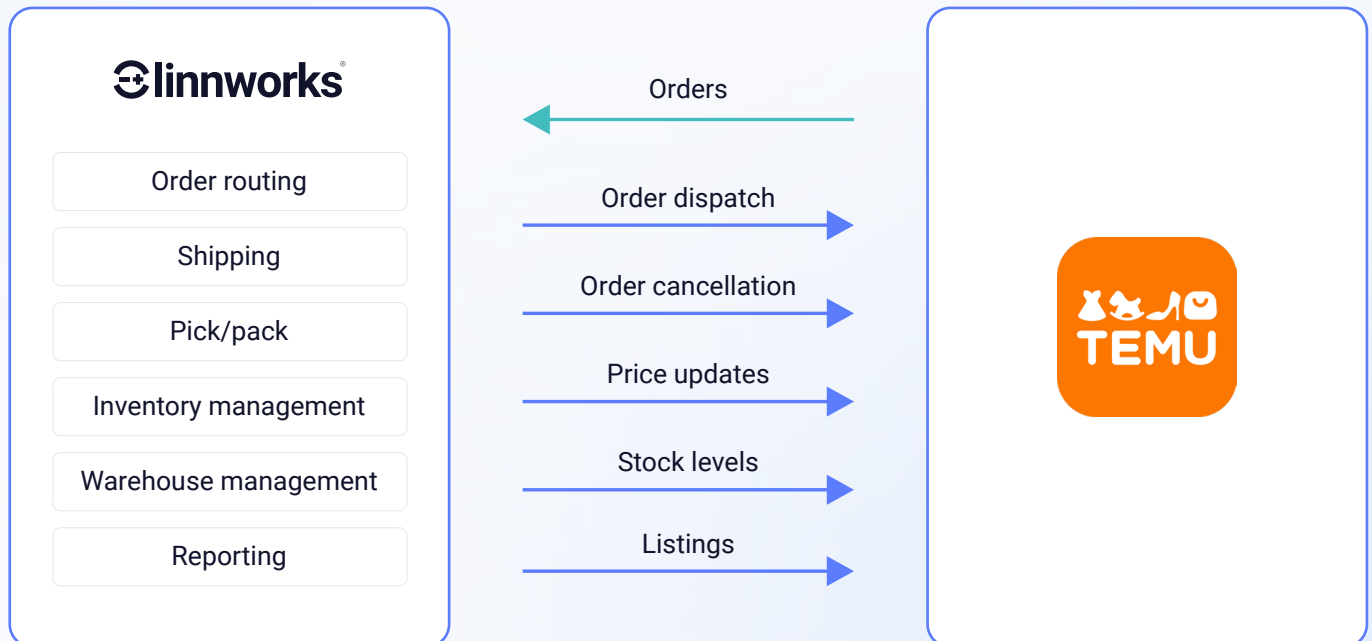 linnworks®
Order routing
Shipping
Pick/pack
Inventory management
Warehouse management
Reporting
Orders
Order dispatch
Order cancellation
Price updates
Stock levels
Listings
TEMU